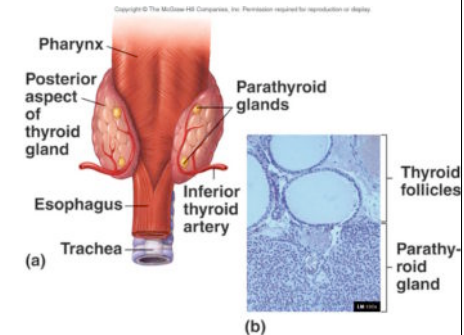 Copyright © The McGraw-Hill Companies, Inc. Permission required for reproduction or display.
Pharynx
Posterior
aspect
of
thyroid
gland
Parathyroid
glands
Esophagus
Inferior
thyroid
artery
Trachea
(a)
Thyroid
follicles
Parathy-
roid
gland
LM
(b)